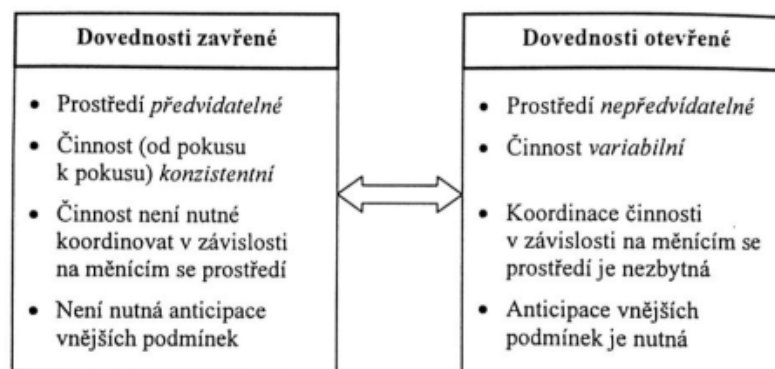 Dovednosti zavřené
• Prostředí předvídatelné
• Činnost (od pokusu
k pokusu) konzistentní
• Činnost není nutné
koordinovat v závislosti
na měnícím se prostředí
• Není nutná anticipace
vnějších podmínek
Dovednosti otevřené
• Prostředí nepředvídatelné
• Činnost variabilní
• Koordinace činnosti
v závislosti na měnícím se
prostředí je nezbytná
• Anticipace vnějších
podmínek je nutná